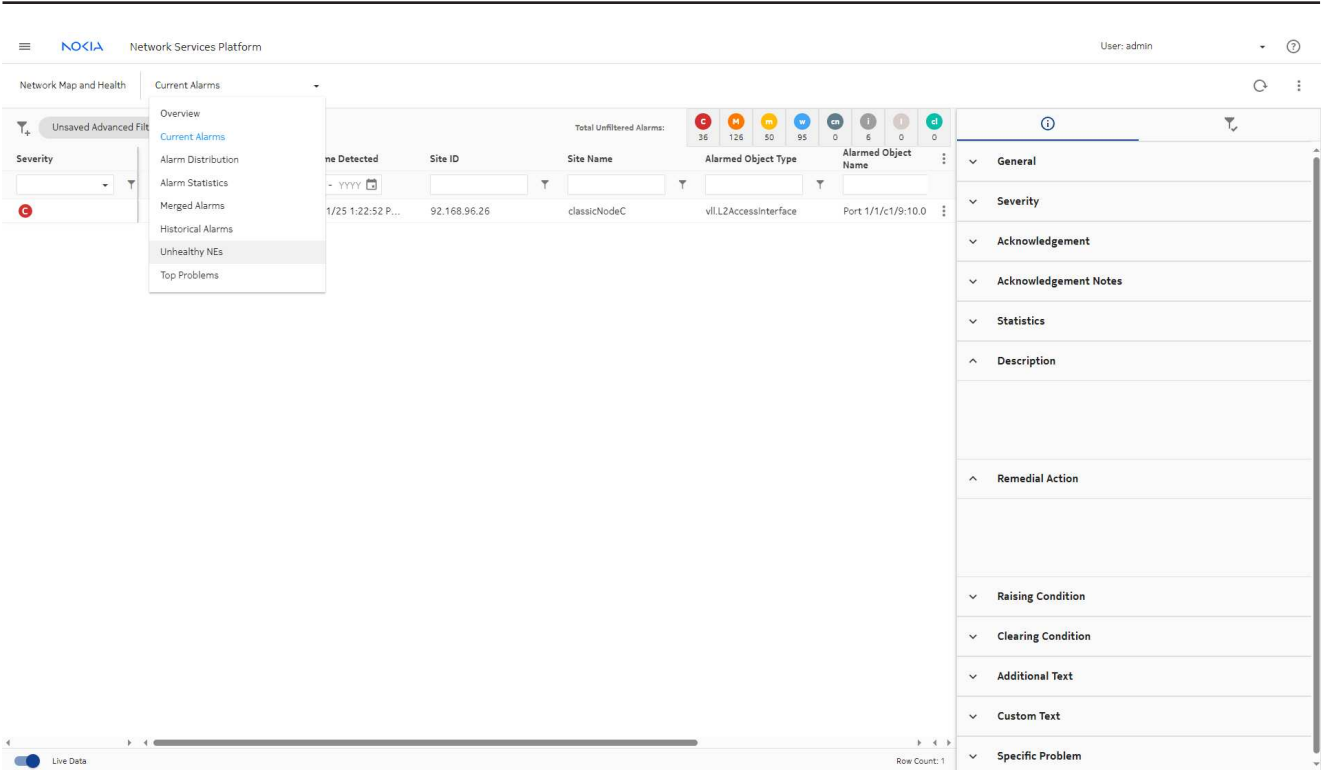 NOKIA Network Services Platform User: admin
Network Map and Health Current Alarms
Overview
Current Alarms
Alarm Distribution
Alarm Statistics
Merged Alarms
Historical Alarms
Unhealthy NEs
Top Problems
Unsaved Advanced Filt
Total Unfiltered Alarms:
C M m w cn i I cl
36 126 50 95 0 6 0 0
Severity me Detected Site ID Site Name Alarmed Object Type Alarmed Object Name
- YYYY
C 1/25 1:22:52 P... 92.168.96.26 classicNodeC vll.L2AccessInterface Port 1/1/c1/9:10.0
General
Severity
Acknowledgement
Acknowledgement Notes
Statistics
Description
Remedial Action
Raising Condition
Clearing Condition
Additional Text
Custom Text
Specific Problem
Live Data Row Count: 1